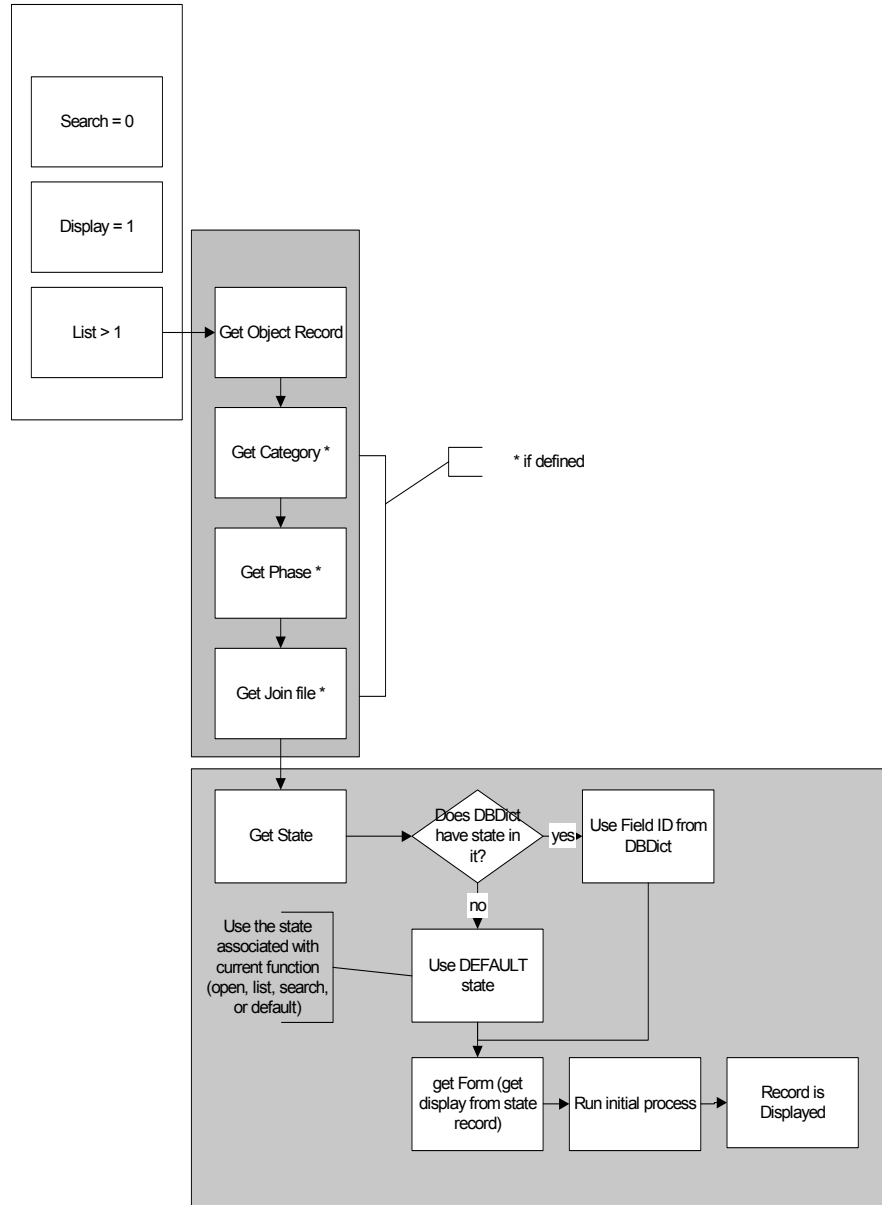 Search = 0
Display = 1
List > 1
Get Object Record
Get Category *
* if defined
Get Phase *
Get Join file *
Get State
Does DBDict
have state in
it?
yes
Use Field ID from
DBDict
no
Use the state
associated with
current function
(open, list, search,
or default)
Use DEFAULT
state
get Form (get
display from state
record)
Run initial process
Record is
Displayed